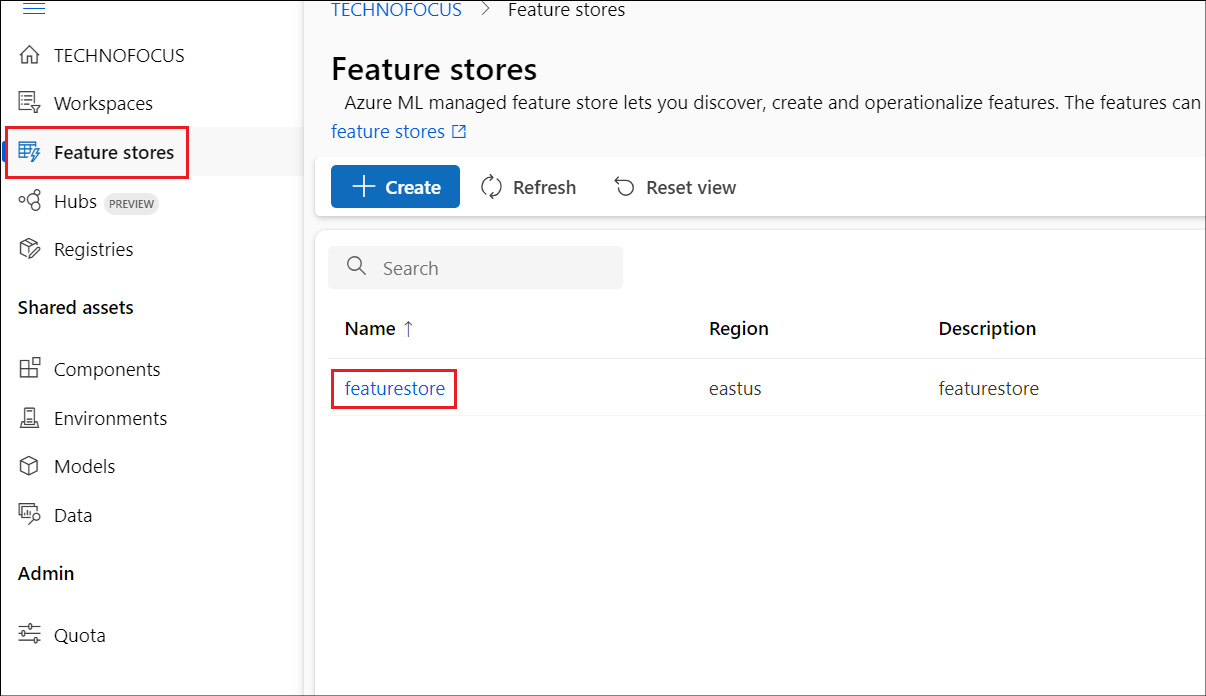 TECHNOFOCUS
Workspaces
Feature stores
Hubs PREVIEW
Registries
Shared assets
Components
Environments
Models
Data
Admin
Quota
TECHNOFOCUS > Feature stores
Feature stores
Azure ML managed feature store lets you discover, create and operationalize features. The features can
feature stores
Create Refresh Reset view
Search
Name ↑ Region Description
featurestore eastus featurestore